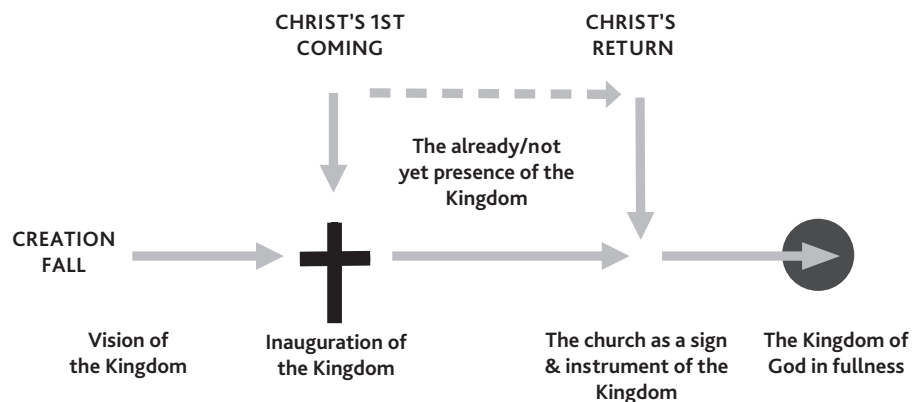 CHRIST'S 1ST
COMING
CHRIST'S
RETURN
The already/not
yet presence of the
Kingdom
CREATION
FALL
Vision of
the Kingdom
Inauguration of
the Kingdom
The church as a sign
& instrument of the
Kingdom
The Kingdom of
God in fullness